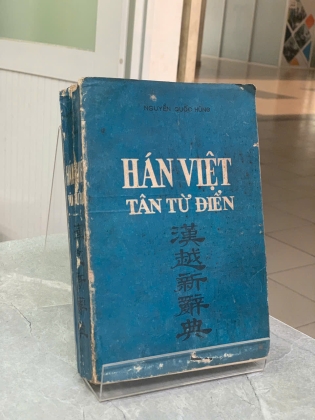 NGUYỄN QUỐC HÙNG
HÁN VIỆT
TÂN TỪ ĐIỂN
漢越新辭典